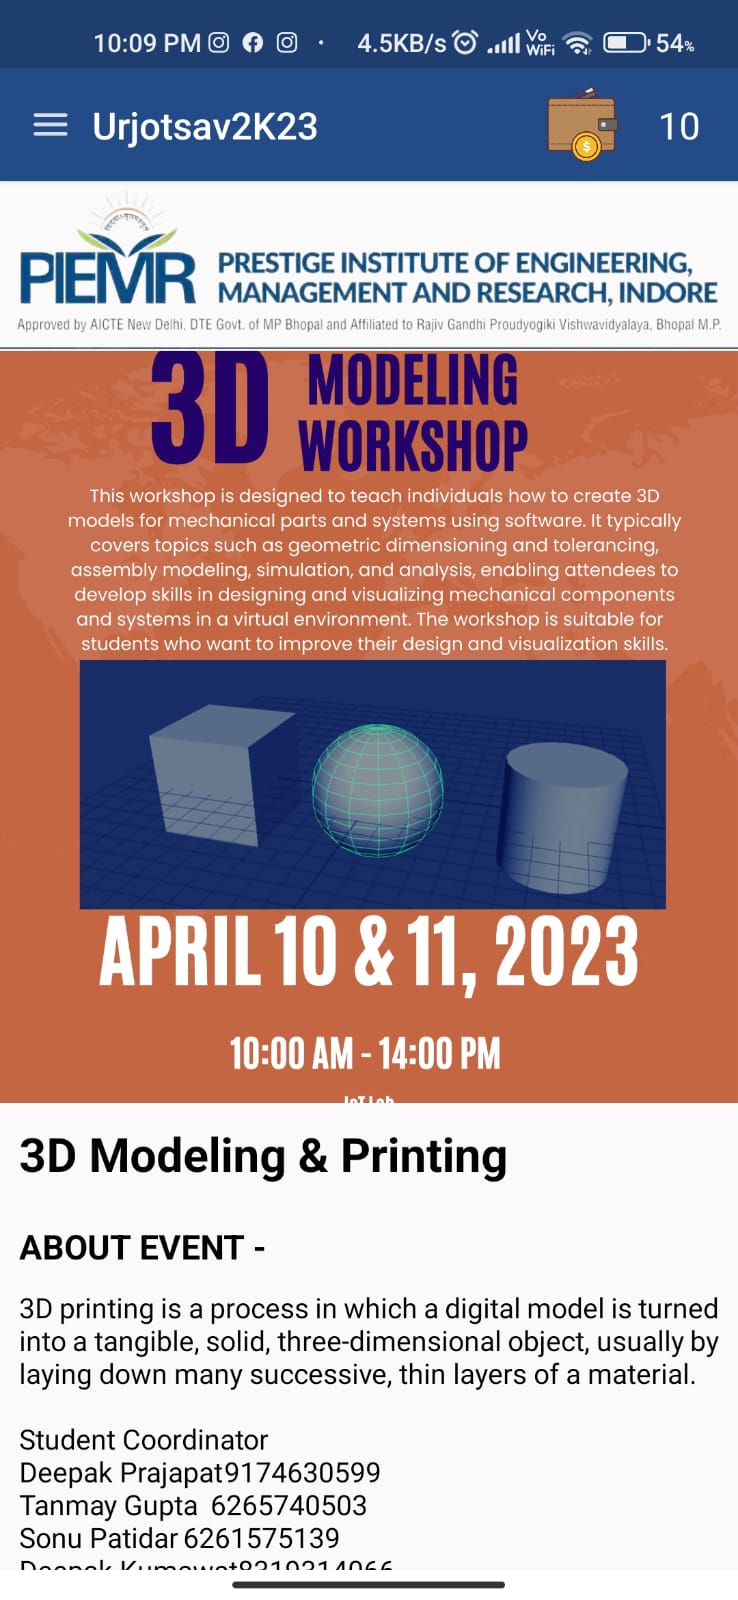 10:09 PM · 4.5KB/s Vo WiFi 54%
Urjotsav2K23 10
PIEMR
PRESTIGE INSTITUTE OF ENGINEERING,
MANAGEMENT AND RESEARCH, INDORE
Approved by AICTE New Delhi, DTE Govt. of MP Bhopal and Affiliated to Rajiv Gandhi Proudyogiki Vishwavidyalaya, Bhopal M.P.
3D MODELING
WORKSHOP
This workshop is designed to teach individuals how to create 3D
models for mechanical parts and systems using software. It typically
covers topics such as geometric dimensioning and tolerancing,
assembly modeling, simulation, and analysis, enabling attendees to
develop skills in designing and visualizing mechanical components
and systems in a virtual environment. The workshop is suitable for
students who want to improve their design and visualization skills.
APRIL 10 & 11, 2023
10:00 AM - 14:00 PM
IoT Lab
3D Modeling & Printing
ABOUT EVENT -
3D printing is a process in which a digital model is turned
into a tangible, solid, three-dimensional object, usually by
laying down many successive, thin layers of a material.
Student Coordinator
Deepak Prajapat9174630599
Tanmay Gupta 6265740503
Sonu Patidar 6261575139
Deepak Kumawat